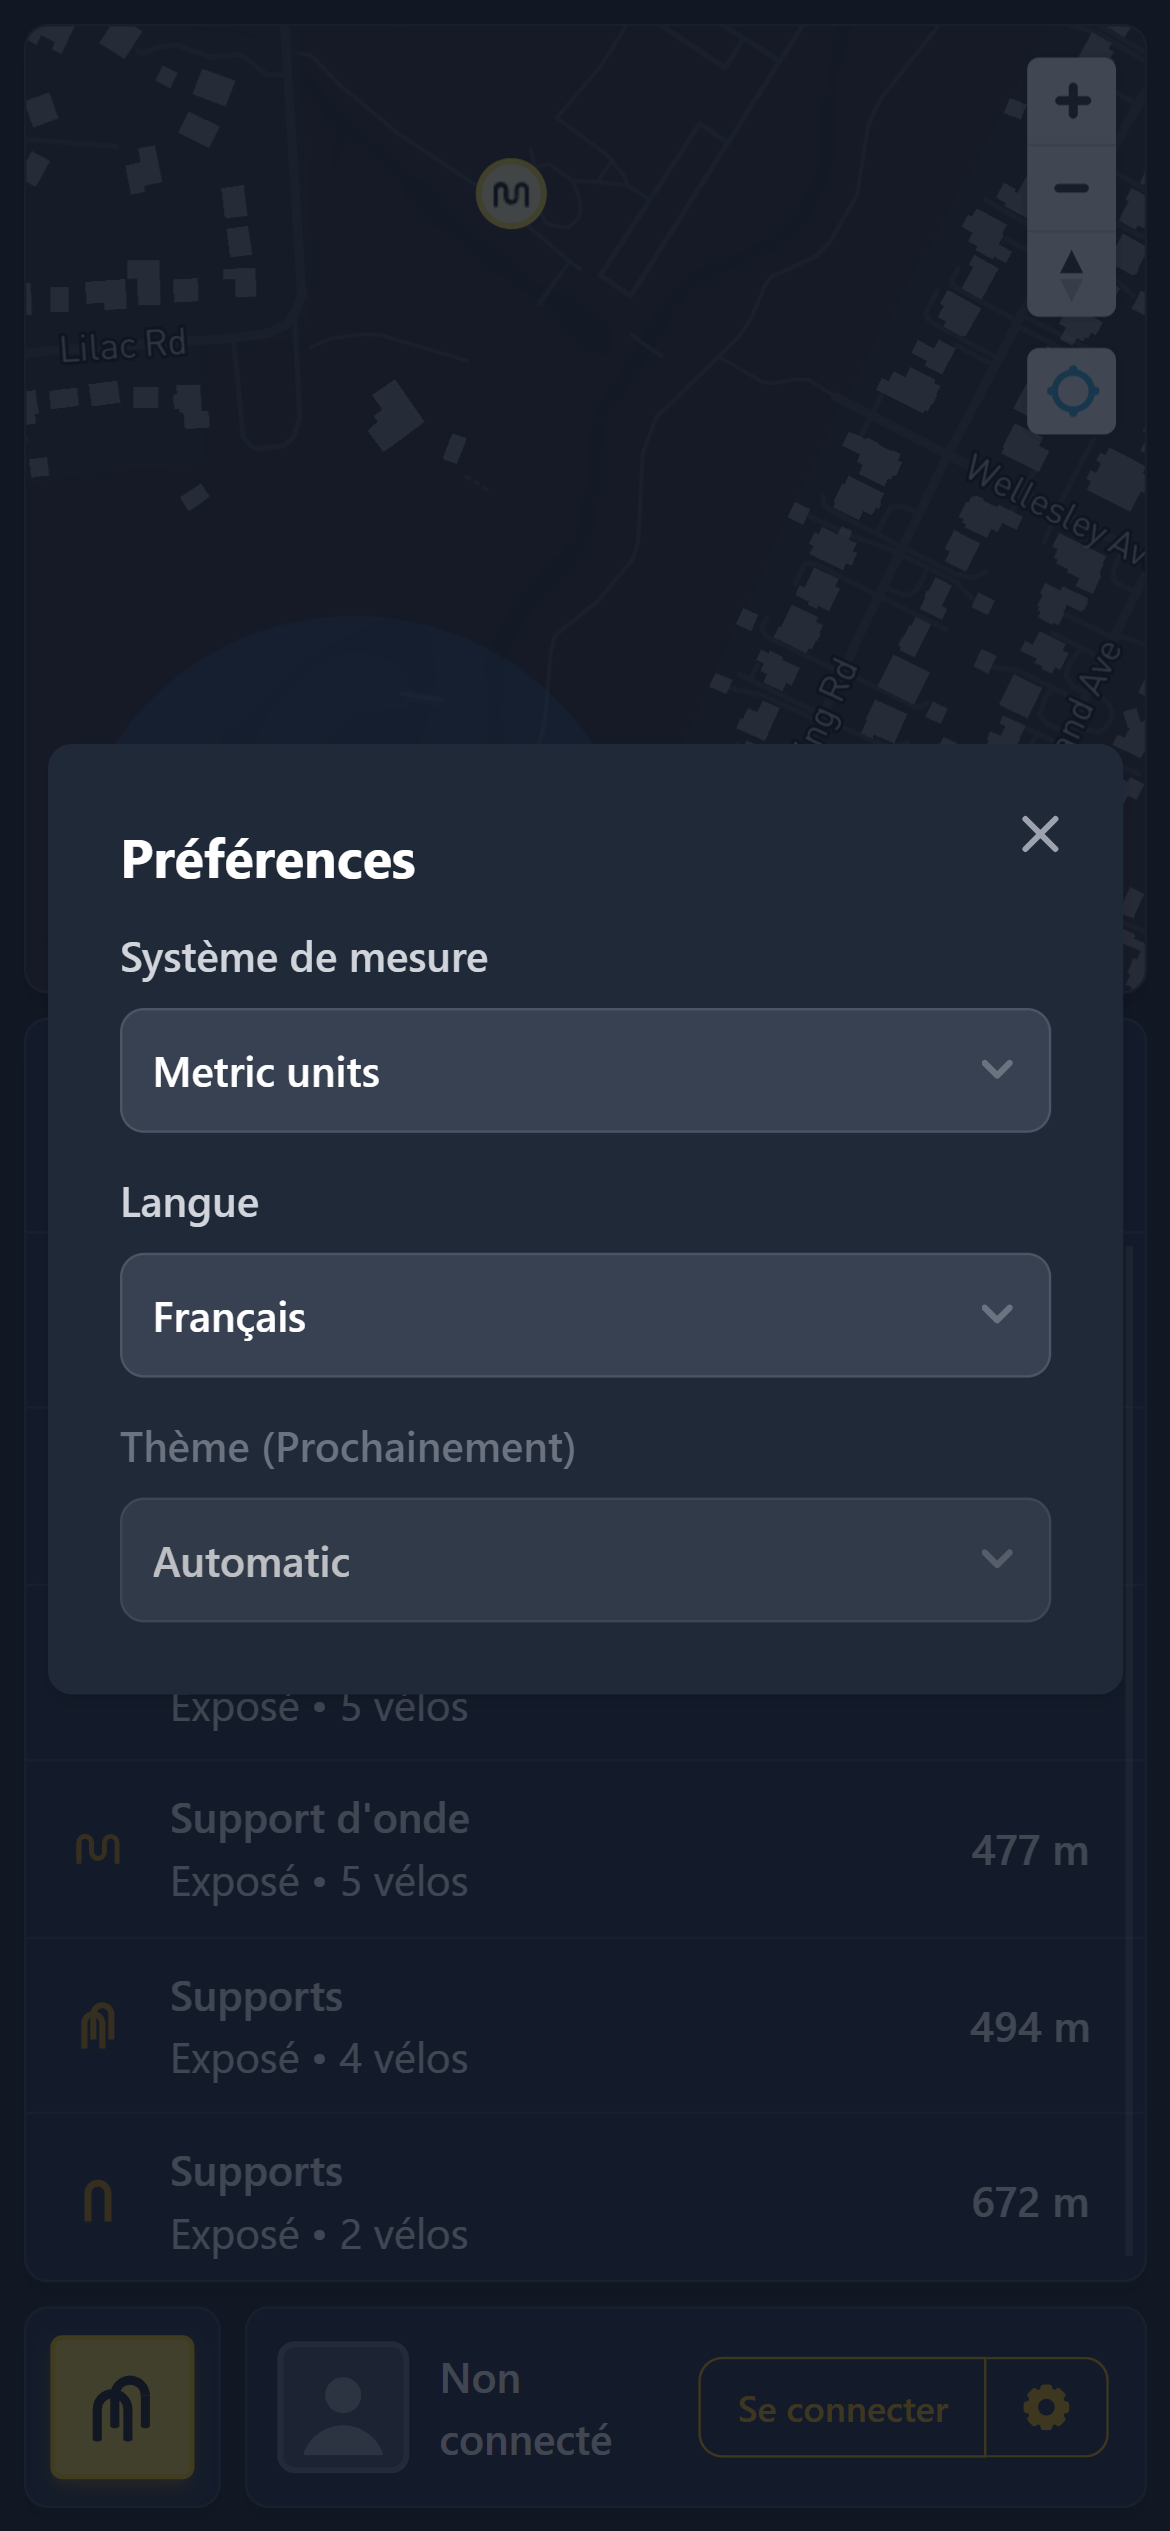 Lilac Rd
Wellesley Av
ing Rd
and Ave
Préférences
Système de mesure
Metric units
Langue
Français
Thème (Prochainement)
Automatic
Exposé • 5 vélos
Support d'onde
477 m
Exposé • 5 vélos
Supports
494 m
Exposé • 4 vélos
Supports
672 m
Exposé • 2 vélos
Non
connecté
Se connecter